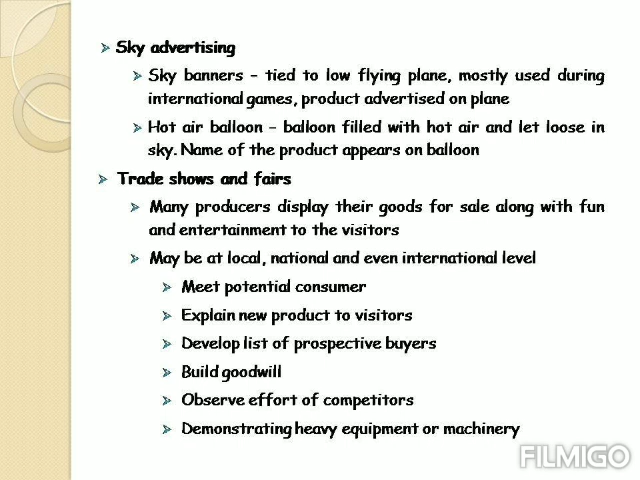 Sky advertising
Sky banners – tied to low flying plane, mostly used during
international games, product advertised on plane
Hot air balloon – balloon filled with hot air and let loose in
sky. Name of the product appears on balloon
Trade shows and fairs
Many producers display their goods for sale along with fun
and entertainment to the visitors
May be at local, national and even international level
Meet potential consumer
Explain new product to visitors
Develop list of prospective buyers
Build goodwill
Observe effort of competitors
Demonstrating heavy equipment or machinery
FILMIGO